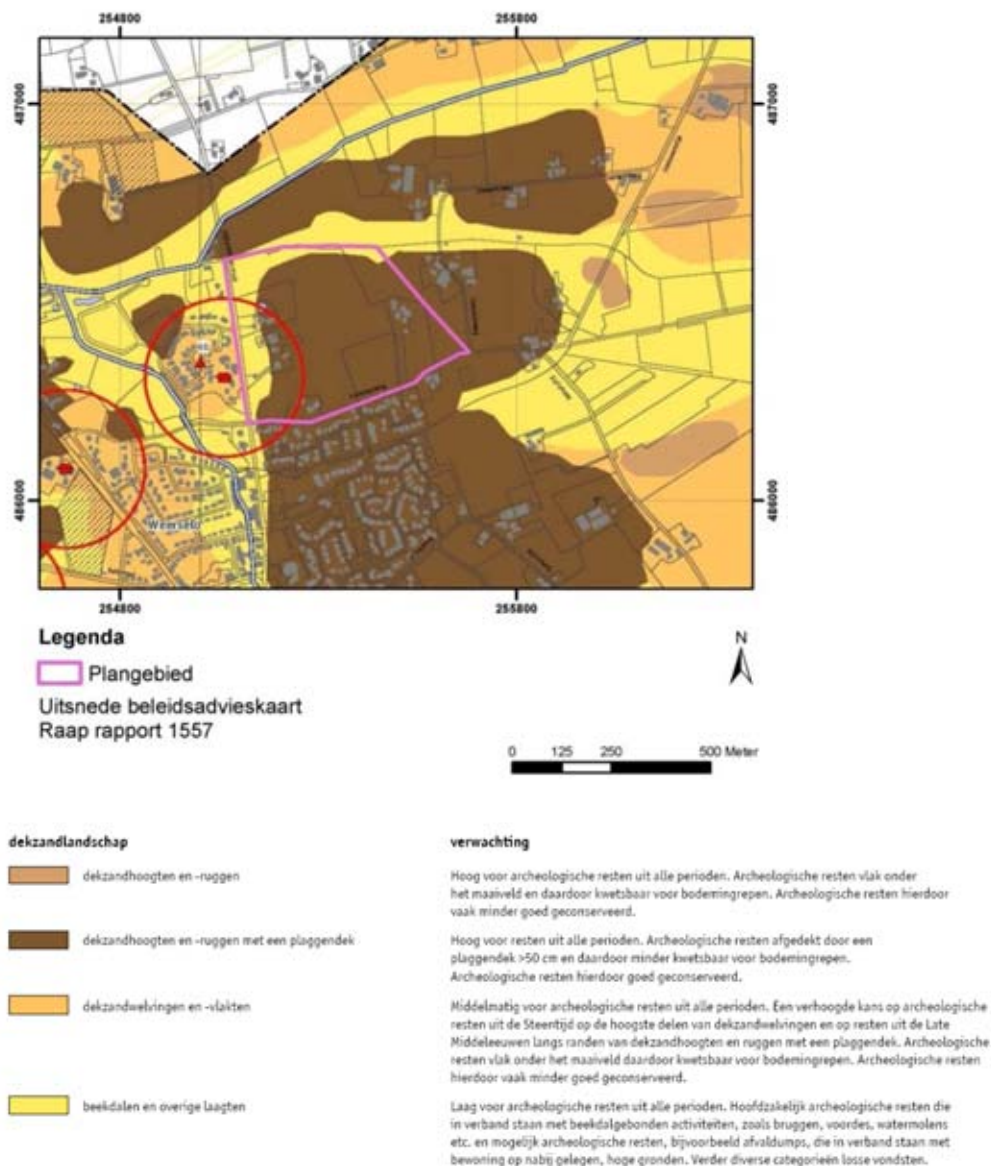 254800
255800
487000
487000
486000
486000
Weerselo
254800
255800
Legenda
Plangebied
Uitsnede beleidsadvieskaart
Raap rapport 1557
N
0 125 250 500 Meter
dekzandlandschap
verwachting
dekzandhoogten en -ruggen
Hoog voor archeologische resten uit alle perioden. Archeologische resten vlak onder
het maaiveld en daardoor kwetsbaar voor bodemingrepen. Archeologische resten hierdoor
vaak minder goed geconserveerd.
dekzandhoogten en -ruggen met een plaggendek
Hoog voor resten uit alle perioden. Archeologische resten afgedekt door een
plaggendek >50 cm en daardoor minder kwetsbaar voor bodemingrepen.
Archeologische resten hierdoor goed geconserveerd.
dekzandwelvingen en -vlakten
Middelmatig voor archeologische resten uit alle perioden. Een verhoogde kans op archeologische
resten uit de Steentijd op de hoogste delen van dekzandwelvingen en op resten uit de Late
Middeleeuwen langs randen van dekzandhoogten en ruggen met een plaggendek. Archeologische
resten vlak onder het maaiveld daardoor kwetsbaar voor bodemingrepen. Archeologische resten
hierdoor vaak minder goed geconserveerd.
beekdalen en overige laagten
Laag voor archeologische resten uit alle perioden. Hoofdzakelijk archeologische resten die
in verband staan met beekdalgebonden activiteiten, zoals bruggen, voordes, watermolens
etc. en mogelijk archeologische resten, bijvoorbeeld afvaldumps, die in verband staan met
bewoning op nabij gelegen, hoge gronden. Verder diverse categorieën losse vondsten.